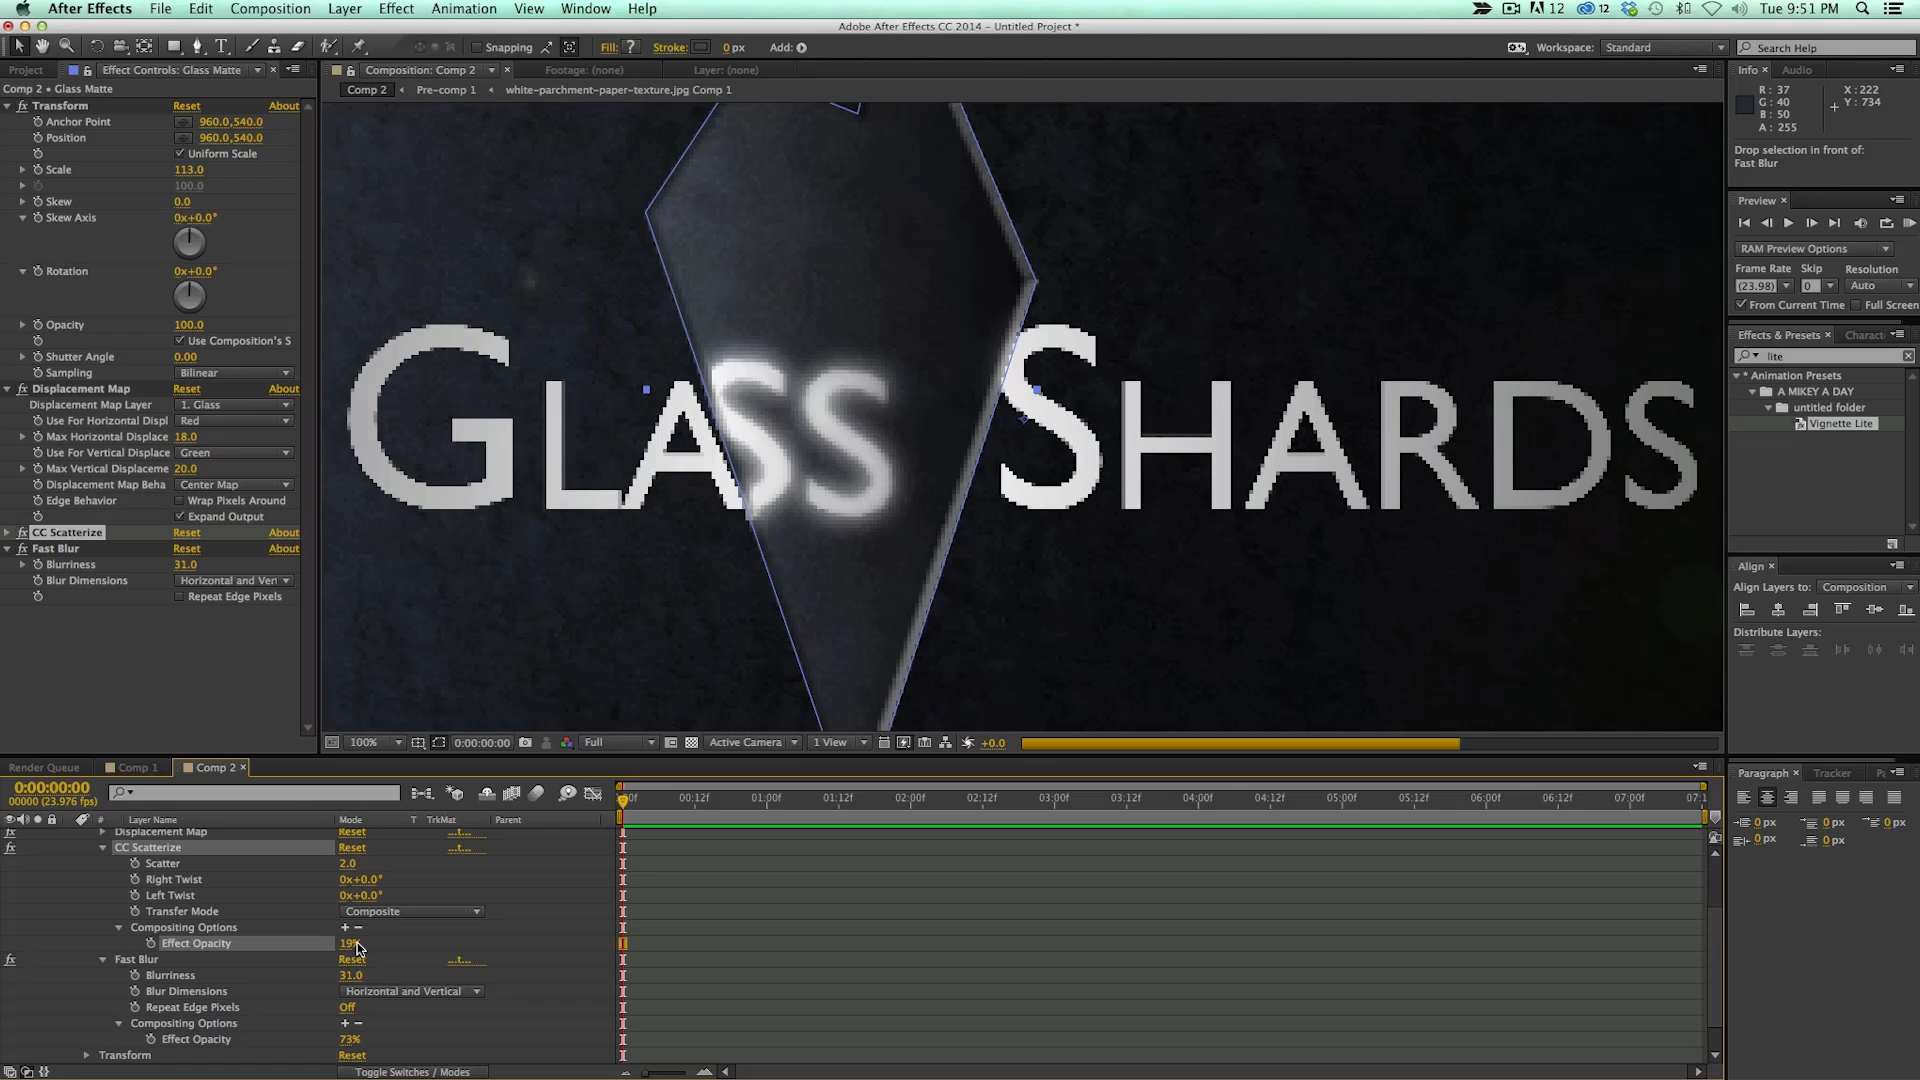 After Effects File Edit Composition Layer Effect Animation View Window Help 12 12 Tue 9:51 PM
Adobe After Effects CC 2014 – Untitled Project *
Snapping Fill: ? Stroke: 0 px Add: Workspace: Standard Search Help
Project Effect Controls: Glass Matte × Composition: Comp 2 × Footage: (none) Layer: (none) Info × Audio
Comp 2 • Glass Matte
Comp 2 Pre-comp 1 white-parchment-paper-texture.jpg Comp 1
fx Transform Reset About
Anchor Point 960.0,540.0
Position 960.0,540.0
Uniform Scale
Scale 113.0
100.0
Skew 0.0
Skew Axis 0x+0.0°
Rotation 0x+0.0°
Opacity 100.0
Use Composition's S
Shutter Angle 0.00
Sampling Bilinear
fx Displacement Map Reset About
Displacement Map Layer 1. Glass
Use For Horizontal Displ Red
Max Horizontal Displace 18.0
Use For Vertical Displace Green
Max Vertical Displaceme 20.0
Displacement Map Beha Center Map
Edge Behavior Wrap Pixels Around
Expand Output
fx CC Scatterize Reset About
fx Fast Blur Reset About
Blurriness 31.0
Blur Dimensions Horizontal and Vert
Repeat Edge Pixels
GLASS SHARDS
R: 37 X: 222
G: 40 Y: 734
B: 50
A: 255
Drop selection in front of:
Fast Blur
Preview ×
RAM Preview Options
Frame Rate Skip Resolution
(23.98) 0 Auto
From Current Time Full Screen
Effects & Presets × Charact
lite
* Animation Presets
A MIKEY A DAY
untitled folder
Vignette Lite
Align ×
Align Layers to: Composition
Distribute Layers:
100% 0:00:00:00 Full Active Camera 1 View +0.0
Render Queue Comp 1 Comp 2 ×
0:00:00:00
00000 (23.976 fps)
00:12f 01:00f 01:12f 02:00f 02:12f 03:00f 03:12f 04:00f 04:12f 05:00f 05:12f 06:00f 06:12f 07:00f 07:1
# Layer Name Mode T TrkMat Parent
Displacement Map Reset ...t...
fx CC Scatterize Reset ...t...
Scatter 2.0
Right Twist 0x+0.0°
Left Twist 0x+0.0°
Transfer Mode Composite
Compositing Options + –
Effect Opacity 19%
fx Fast Blur Reset ...t...
Blurriness 31.0
Blur Dimensions Horizontal and Vertical
Repeat Edge Pixels Off
Compositing Options + –
Effect Opacity 73%
Transform Reset
Toggle Switches / Modes
Paragraph × Tracker
0 px 0 px 0 px
0 px 0 px